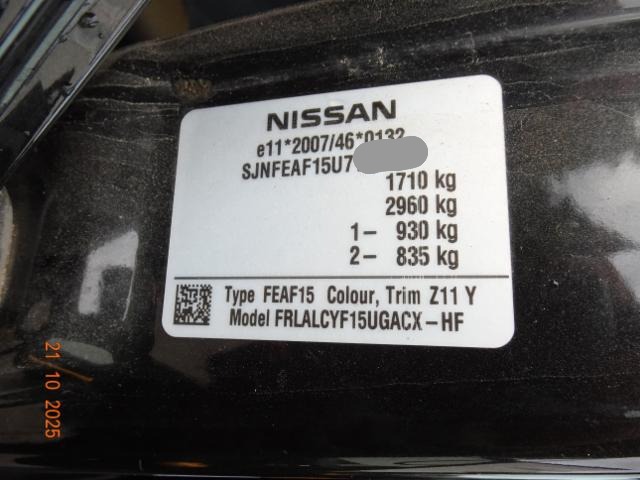 NISSAN
e11*2007/46*0132
SJNFEAF15U7
1710 kg
2960 kg
1- 930 kg
2- 835 kg
Type FEAF15 Colour, Trim Z11 Y
Model FRLALCYF15UGACX-HF
21 10 2025